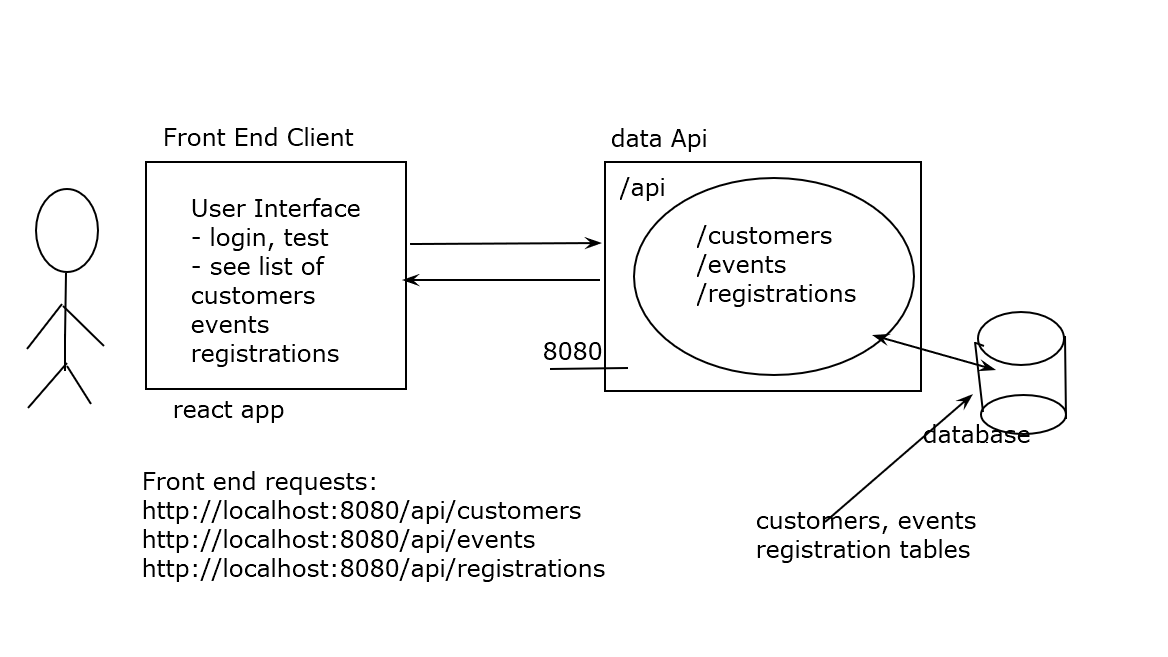 Front End Client
data Api
User Interface
- login, test
- see list of
customers
events
registrations
/api
/customers
/events
/registrations
8080
react app
database
Front end requests:
http://localhost:8080/api/customers
http://localhost:8080/api/events
http://localhost:8080/api/registrations
customers, events
registration tables